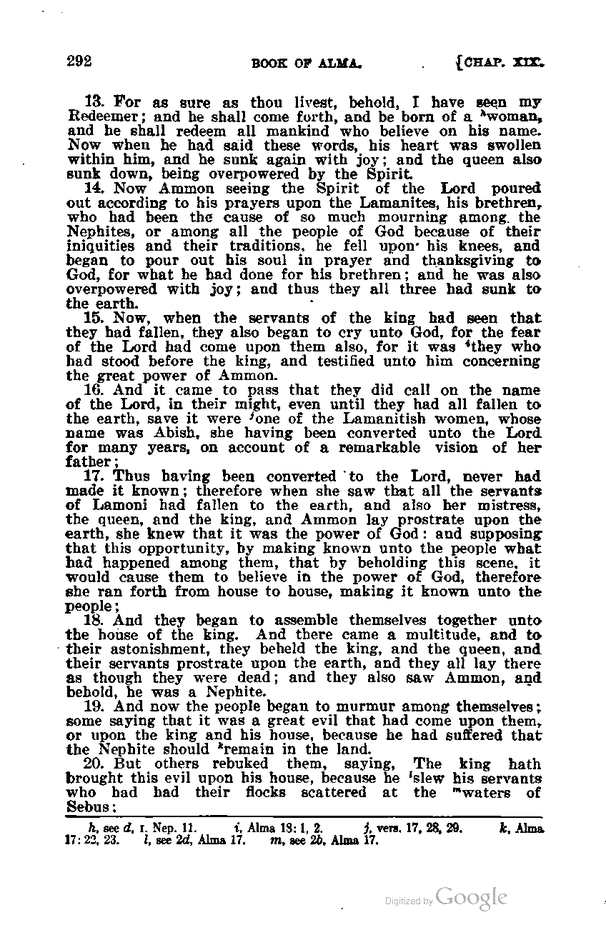 292 BOOK OF ALMA. {CHAP. XIX.
13. For as sure as thou livest, behold, I have seen my
Redeemer; and he shall come forth, and be born of a ʰwoman,
and he shall redeem all mankind who believe on his name.
Now when he had said these words, his heart was swollen
within him, and he sunk again with joy; and the queen also
sunk down, being overpowered by the Spirit.
14. Now Ammon seeing the Spirit of the Lord poured
out according to his prayers upon the Lamanites, his brethren,
who had been the cause of so much mourning among the
Nephites, or among all the people of God because of their
iniquities and their traditions, he fell upon his knees, and
began to pour out his soul in prayer and thanksgiving to
God, for what he had done for his brethren; and he was also
overpowered with joy; and thus they all three had sunk to
the earth.
15. Now, when the servants of the king had seen that
they had fallen, they also began to cry unto God, for the fear
of the Lord had come upon them also, for it was ⁱthey who
had stood before the king, and testified unto him concerning
the great power of Ammon.
16. And it came to pass that they did call on the name
of the Lord, in their might, even until they had all fallen to
the earth, save it were ʲone of the Lamanitish women, whose
name was Abish, she having been converted unto the Lord
for many years, on account of a remarkable vision of her
father;
17. Thus having been converted to the Lord, never had
made it known; therefore when she saw that all the servants
of Lamoni had fallen to the earth, and also her mistress,
the queen, and the king, and Ammon lay prostrate upon the
earth, she knew that it was the power of God: and supposing
that this opportunity, by making known unto the people what
had happened among them, that by beholding this scene, it
would cause them to believe in the power of God, therefore
she ran forth from house to house, making it known unto the
people;
18. And they began to assemble themselves together unto
the house of the king. And there came a multitude, and to
their astonishment, they beheld the king, and the queen, and
their servants prostrate upon the earth, and they all lay there
as though they were dead; and they also saw Ammon, and
behold, he was a Nephite.
19. And now the people began to murmur among themselves;
some saying that it was a great evil that had come upon them,
or upon the king and his house, because he had suffered that
the Nephite should ᵏremain in the land.
20. But others rebuked them, saying, The king hath
brought this evil upon his house, because he ˡslew his servants
who had had their flocks scattered at the ᵐwaters of
Sebus;
h, see d, 1. Nep. 11. i, Alma 18: 1, 2. j, vers. 17, 28, 29. k, Alma
17: 22, 23. l, see 2d, Alma 17. m, see 2b, Alma 17.
Digitized by Google